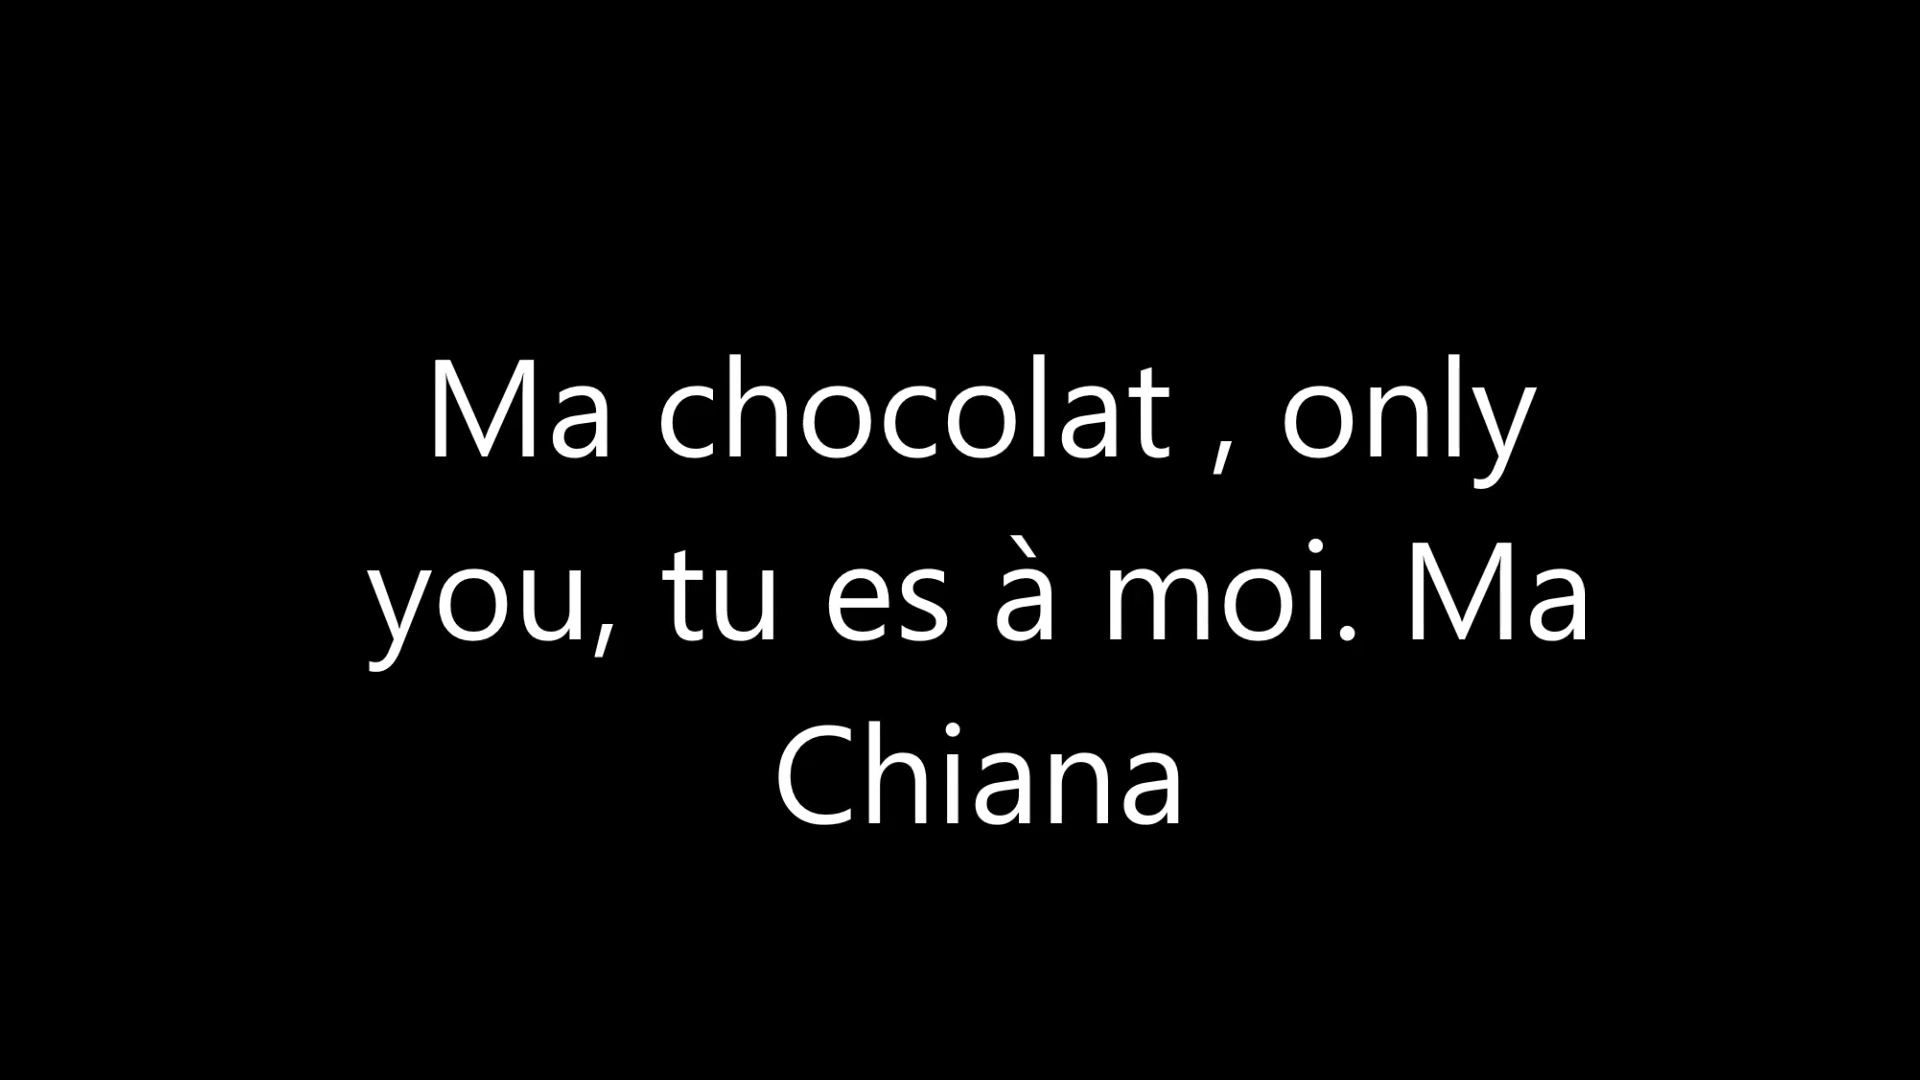 Ma chocolat , only
you, tu es à moi. Ma
Chiana